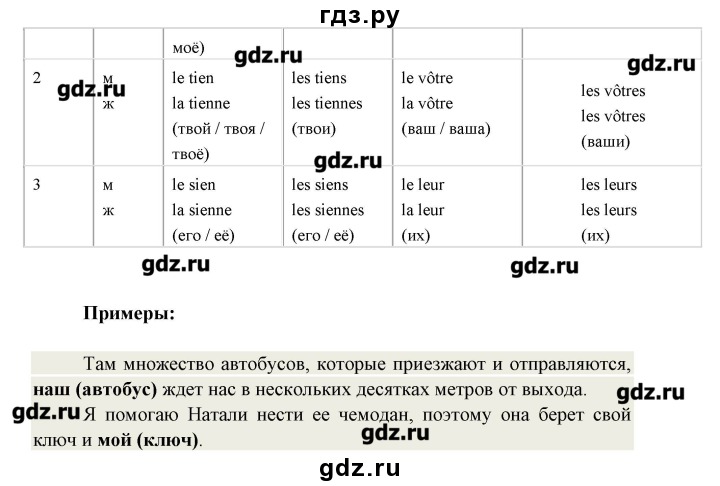 гдз.ру
моё)
gdz.ru
gdz.ru
2 м le tien les tiens le vôtre les vôtres
ж la tienne les tiennes la vôtre les vôtres
gdz.ru
(твой / твоя / (твои) (ваш / ваша) (ваши)
твоё)
gdz.ru
3 м le sien les siens le leur les leurs
ж la sienne les siennes la leur les leurs
(его / её) (его / её) (их) (их)
gdz.ru
gdz.ru
Примеры:
Там множество автобусов, которые приезжают и отправляются,
наш (автобус) ждет нас в нескольких десятках метров от выхода.
gdz.ru
Я помогаю Натали нести ее чемодан, поэтому она берет свой
gdz.ru
ключ и мой (ключ).
gdz.ru
gdz.ru